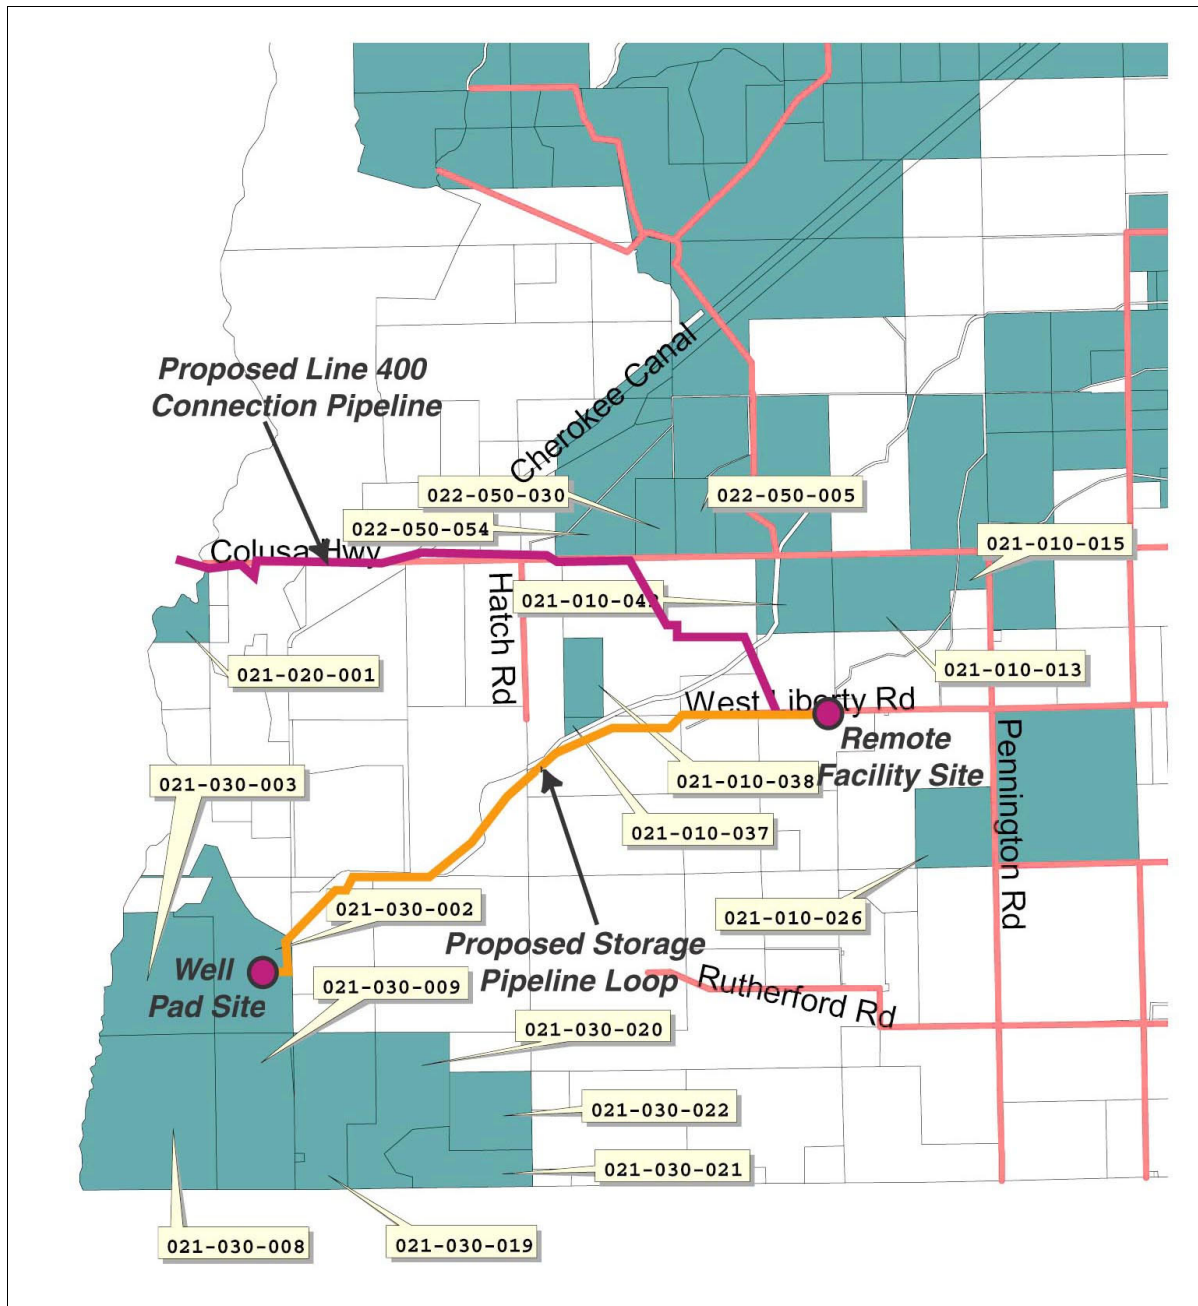 Proposed Line 400
Connection Pipeline
Cherokee Canal
022-050-030
022-050-005
022-050-054
Colusa Hwy
021-010-015
Hatch Rd
021-010-042
021-020-001
021-010-013
West Liberty Rd
Remote
Facility Site
Pennington Rd
021-030-003
021-010-038
021-010-037
021-030-002
021-010-026
Proposed Storage
Pipeline Loop
Well
Pad Site
021-030-009
Rutherford Rd
021-030-020
021-030-022
021-030-021
021-030-008
021-030-019